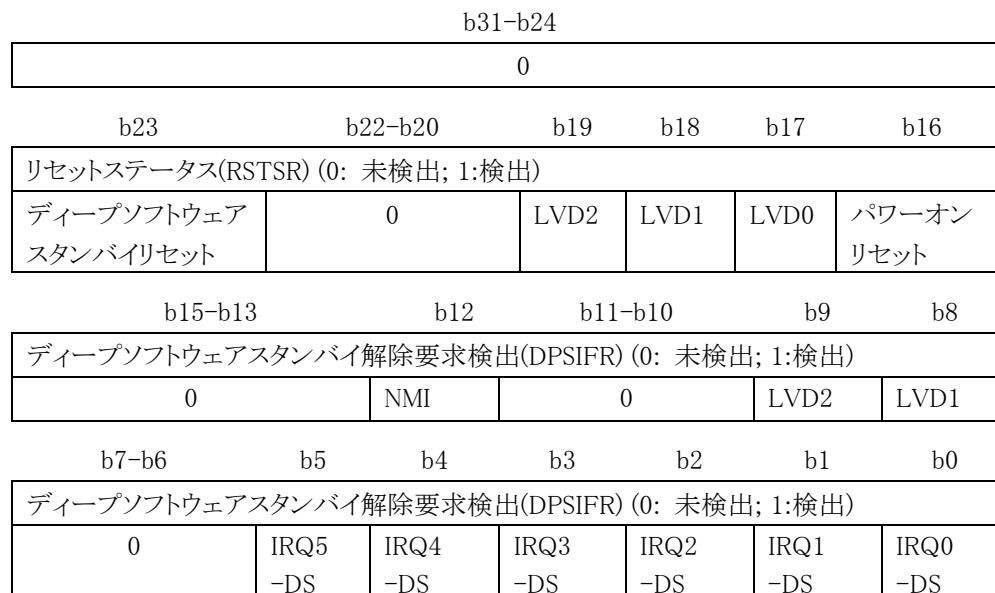 b31-b24
0
b23 b22-b20 b19 b18 b17 b16
リセットステータス(RSTSR) (0: 未検出; 1:検出)
ディープソフトウェア 0 LVD2 LVD1 LVD0 パワーオン
スタンバイリセット リセット
b15-b13 b12 b11-b10 b9 b8
ディープソフトウェアスタンバイ解除要求検出(DPSIFR) (0: 未検出; 1:検出)
0 NMI 0 LVD2 LVD1
b7-b6 b5 b4 b3 b2 b1 b0
ディープソフトウェアスタンバイ解除要求検出(DPSIFR) (0: 未検出; 1:検出)
0 IRQ5 IRQ4 IRQ3 IRQ2 IRQ1 IRQ0
-DS -DS -DS -DS -DS -DS